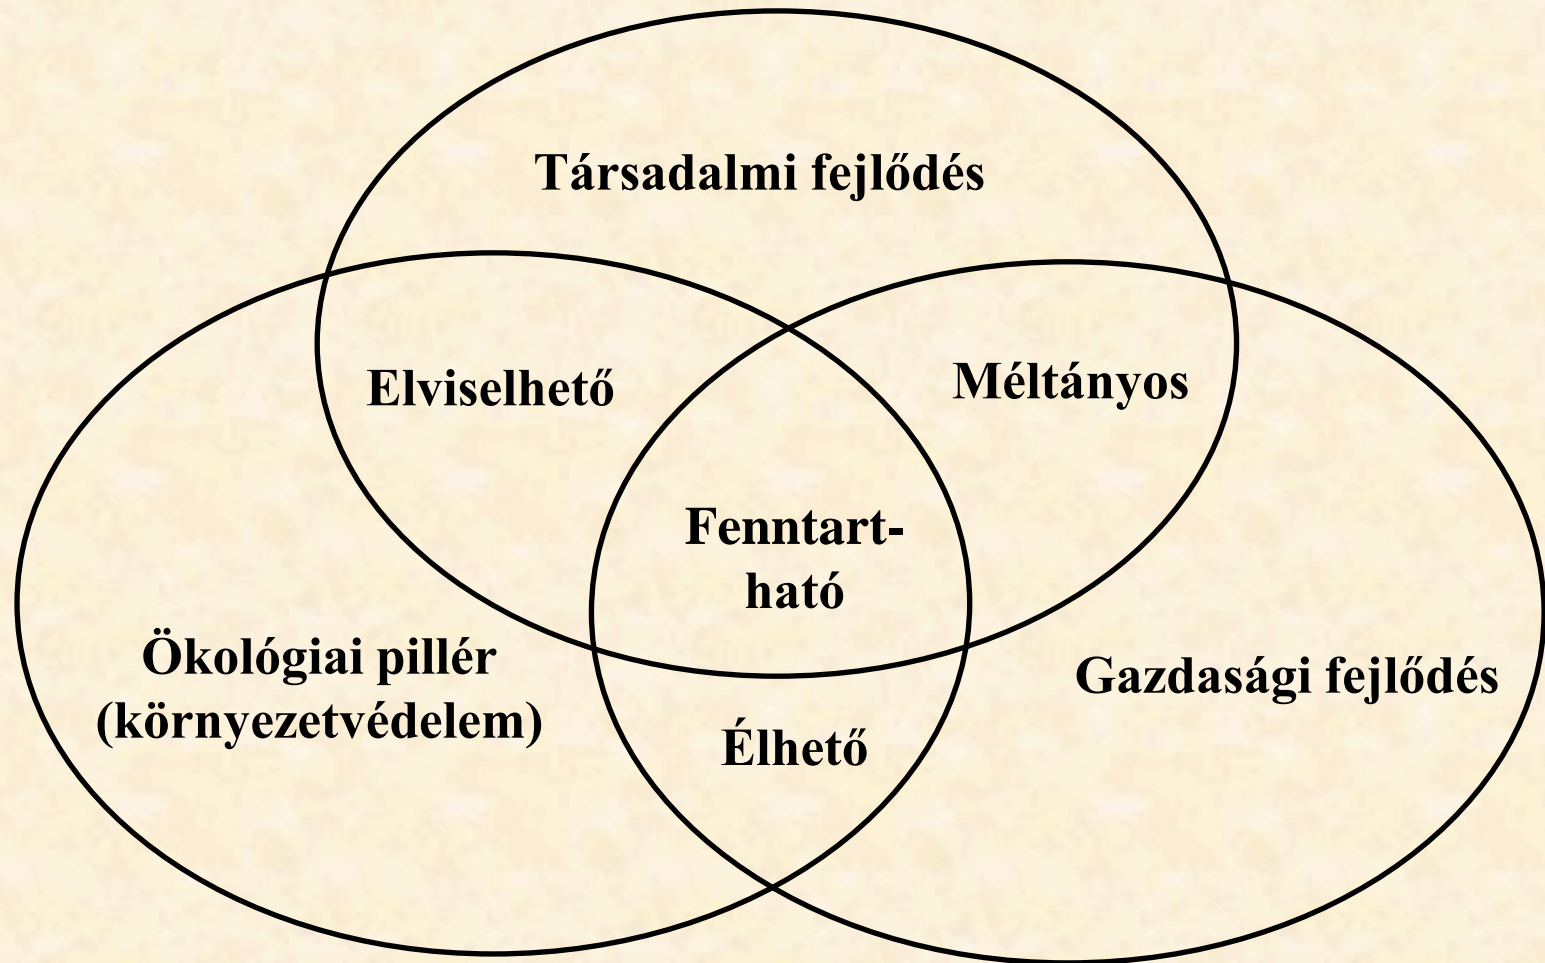 Társadalmi fejlődés
Elviselhető
Méltányos
Fenntart-
ható
Ökológiai pillér
(környezetvédelem)
Gazdasági fejlődés
Élhető